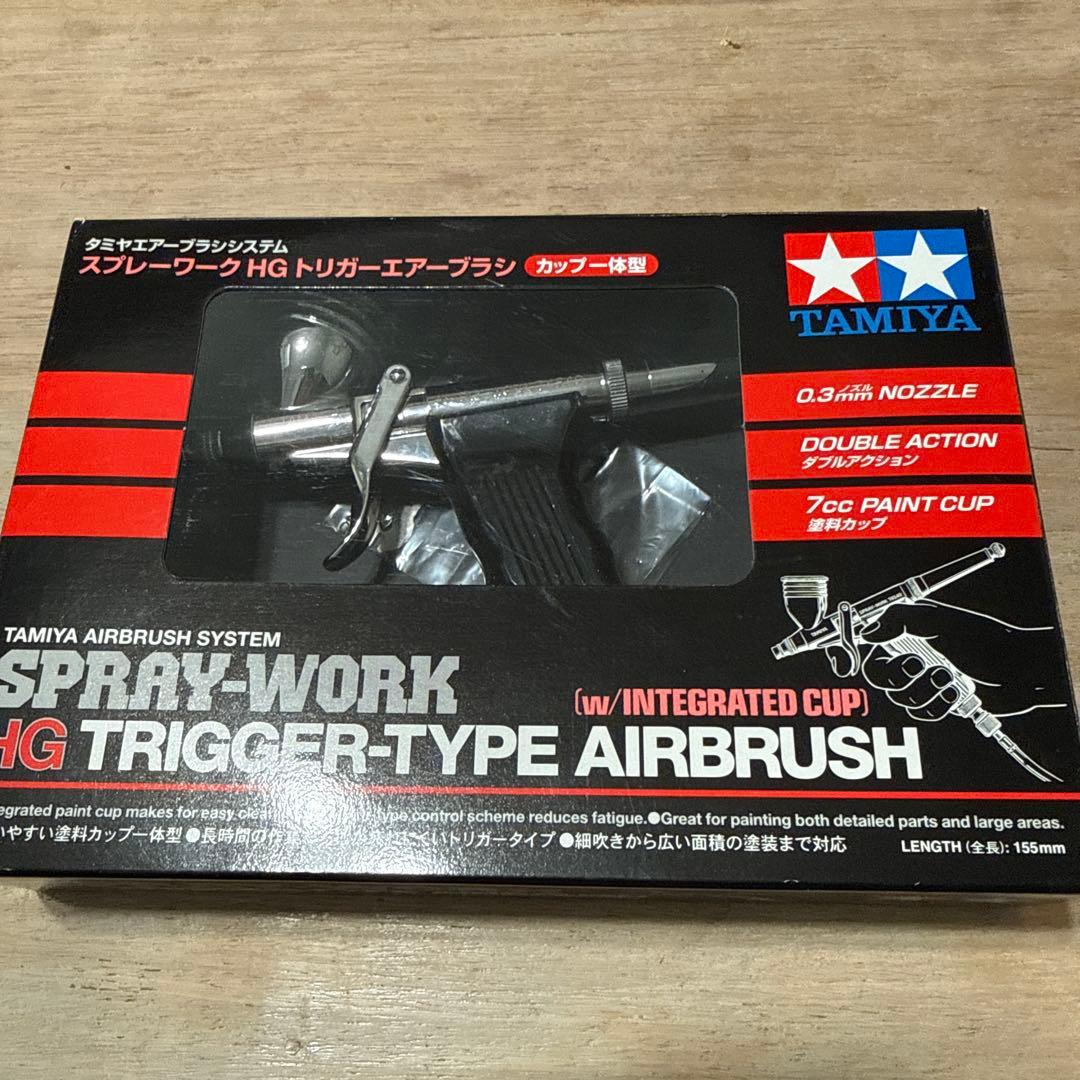 タミヤエアーブラシシステム
スプレーワーク HG トリガーエアーブラシ カップ一体型
TAMIYA
0.3mm ノズル NOZZLE
DOUBLE ACTION
ダブルアクション
7cc PAINT CUP
塗料カップ
SPRAY-WORK
TAMIYA
TAMIYA AIRBRUSH SYSTEM
SPRAY-WORK
(w/INTEGRATED CUP)
HG TRIGGER-TYPE AIRBRUSH
paint cup makes for easy control scheme reduces fatigue.●Great for painting both detailed parts and large areas.
やすい塗料カップ一体型●長時間の トリガータイプ●細吹きから広い面積の塗装まで対応
LENGTH (全長): 155mm